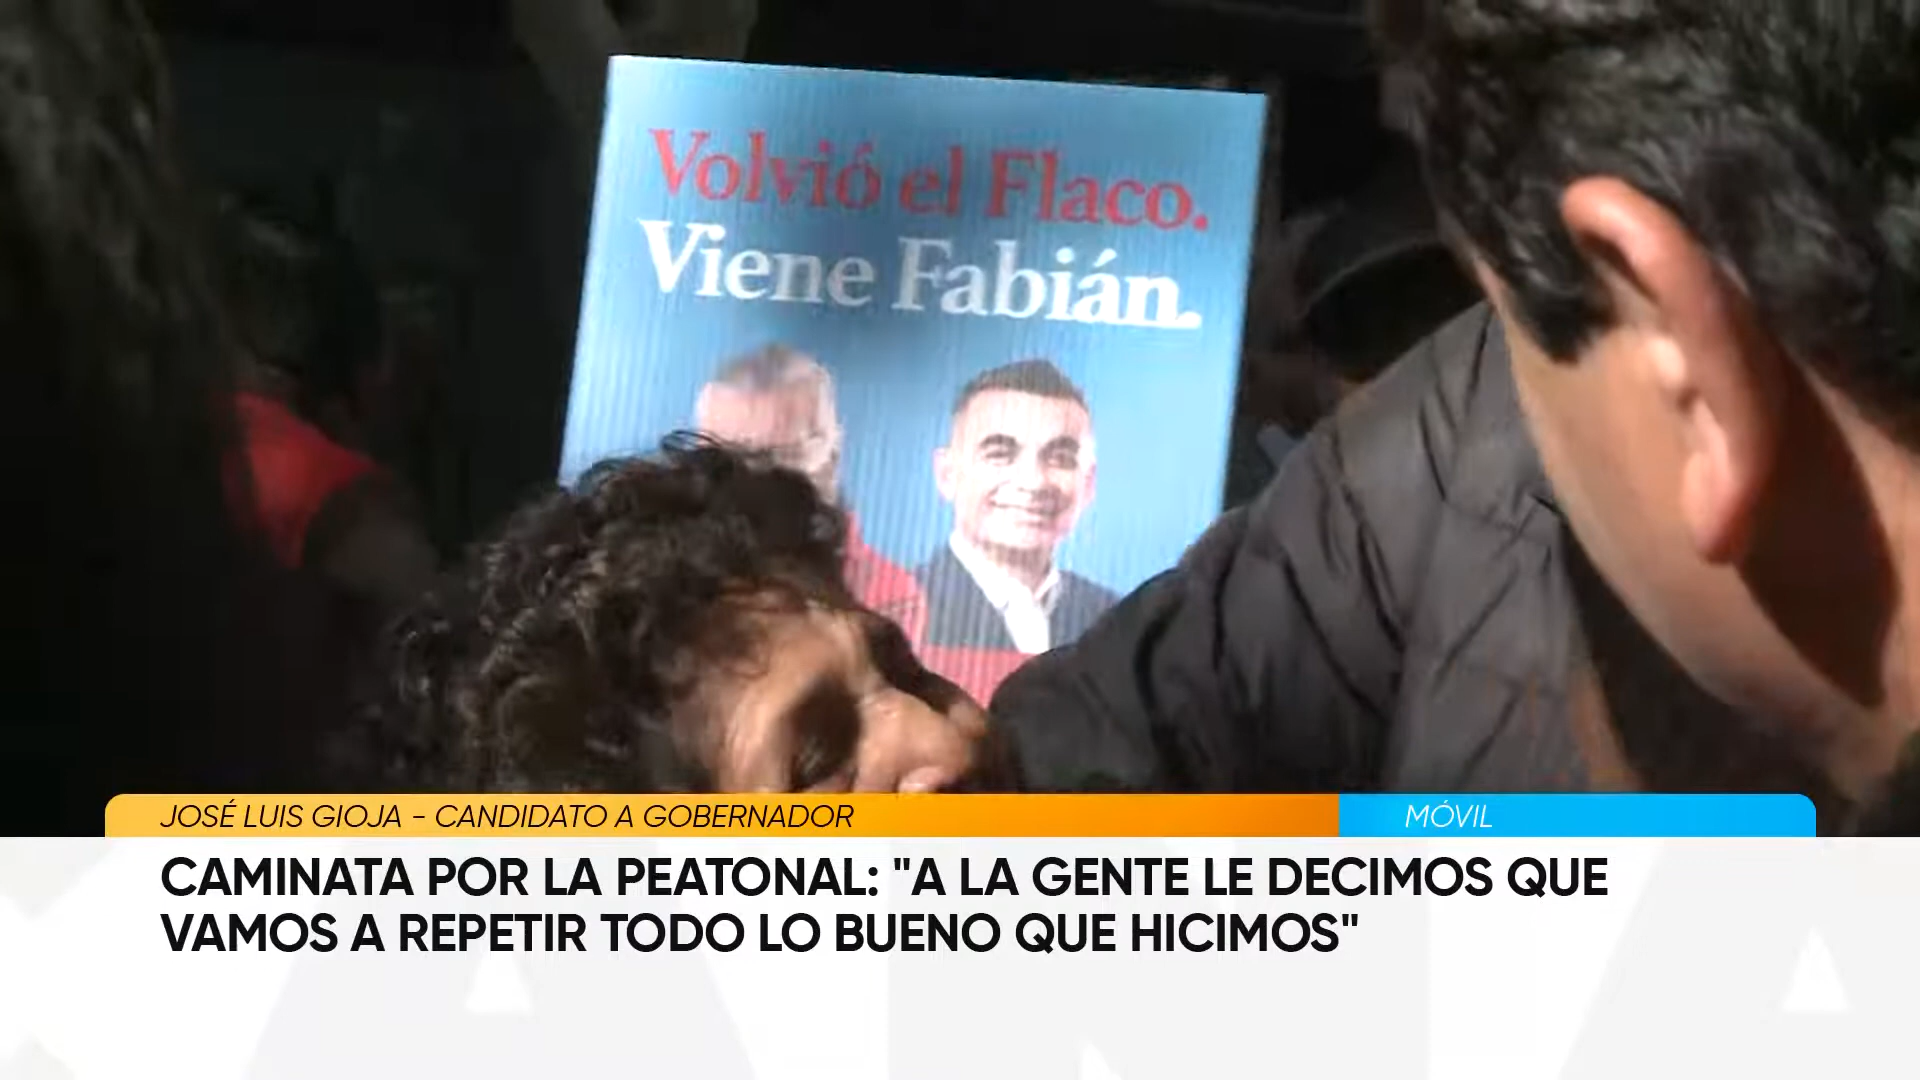 Volvió el Flaco.
Viene Fabián.
JOSÉ LUIS GIOJA - CANDIDATO A GOBERNADOR
MÓVIL
CAMINATA POR LA PEATONAL: "A LA GENTE LE DECIMOS QUE
VAMOS A REPETIR TODO LO BUENO QUE HICIMOS"